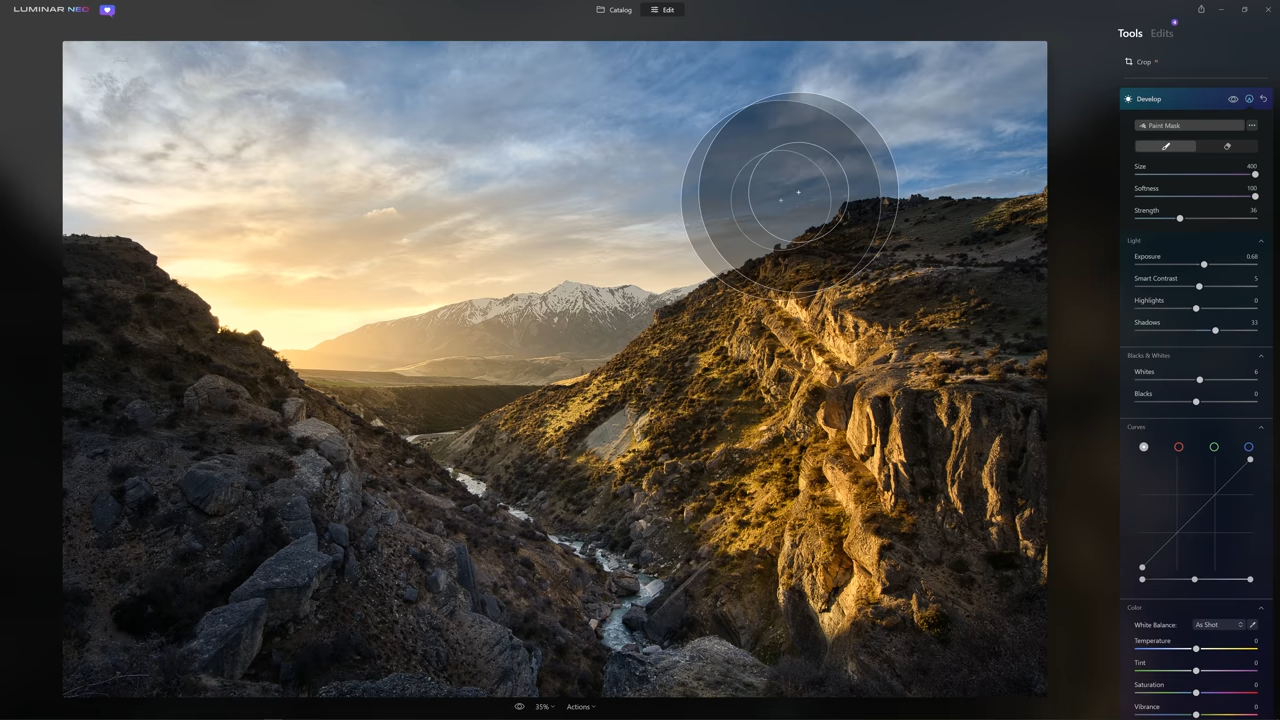 LUMINAR NEO
Catalog
Edit
Tools
Edits
Crop
Develop
Paint Mask
Size 400
Softness 100
Strength 36
Light
Exposure 0.68
Smart Contrast 5
Highlights 0
Shadows 33
Blacks & Whites
Whites 6
Blacks 0
Curves
Color
White Balance: As Shot
Temperature 0
Tint 0
Saturation 0
Vibrance 0
35%
Actions